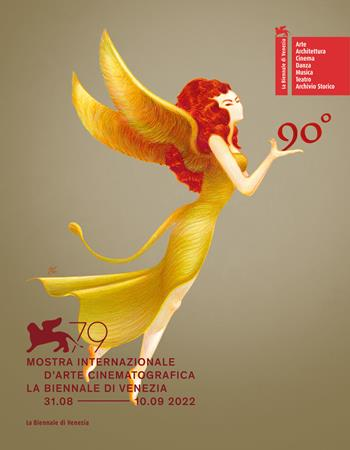 La Biennale di Venezia
Arte
Architettura
Cinema
Danza
Musica
Teatro
Archivio Storico
90°
79
MOSTRA INTERNAZIONALE
D'ARTE CINEMATOGRAFICA
LA BIENNALE DI VENEZIA
31.08 10.09 2022
La Biennale di Venezia